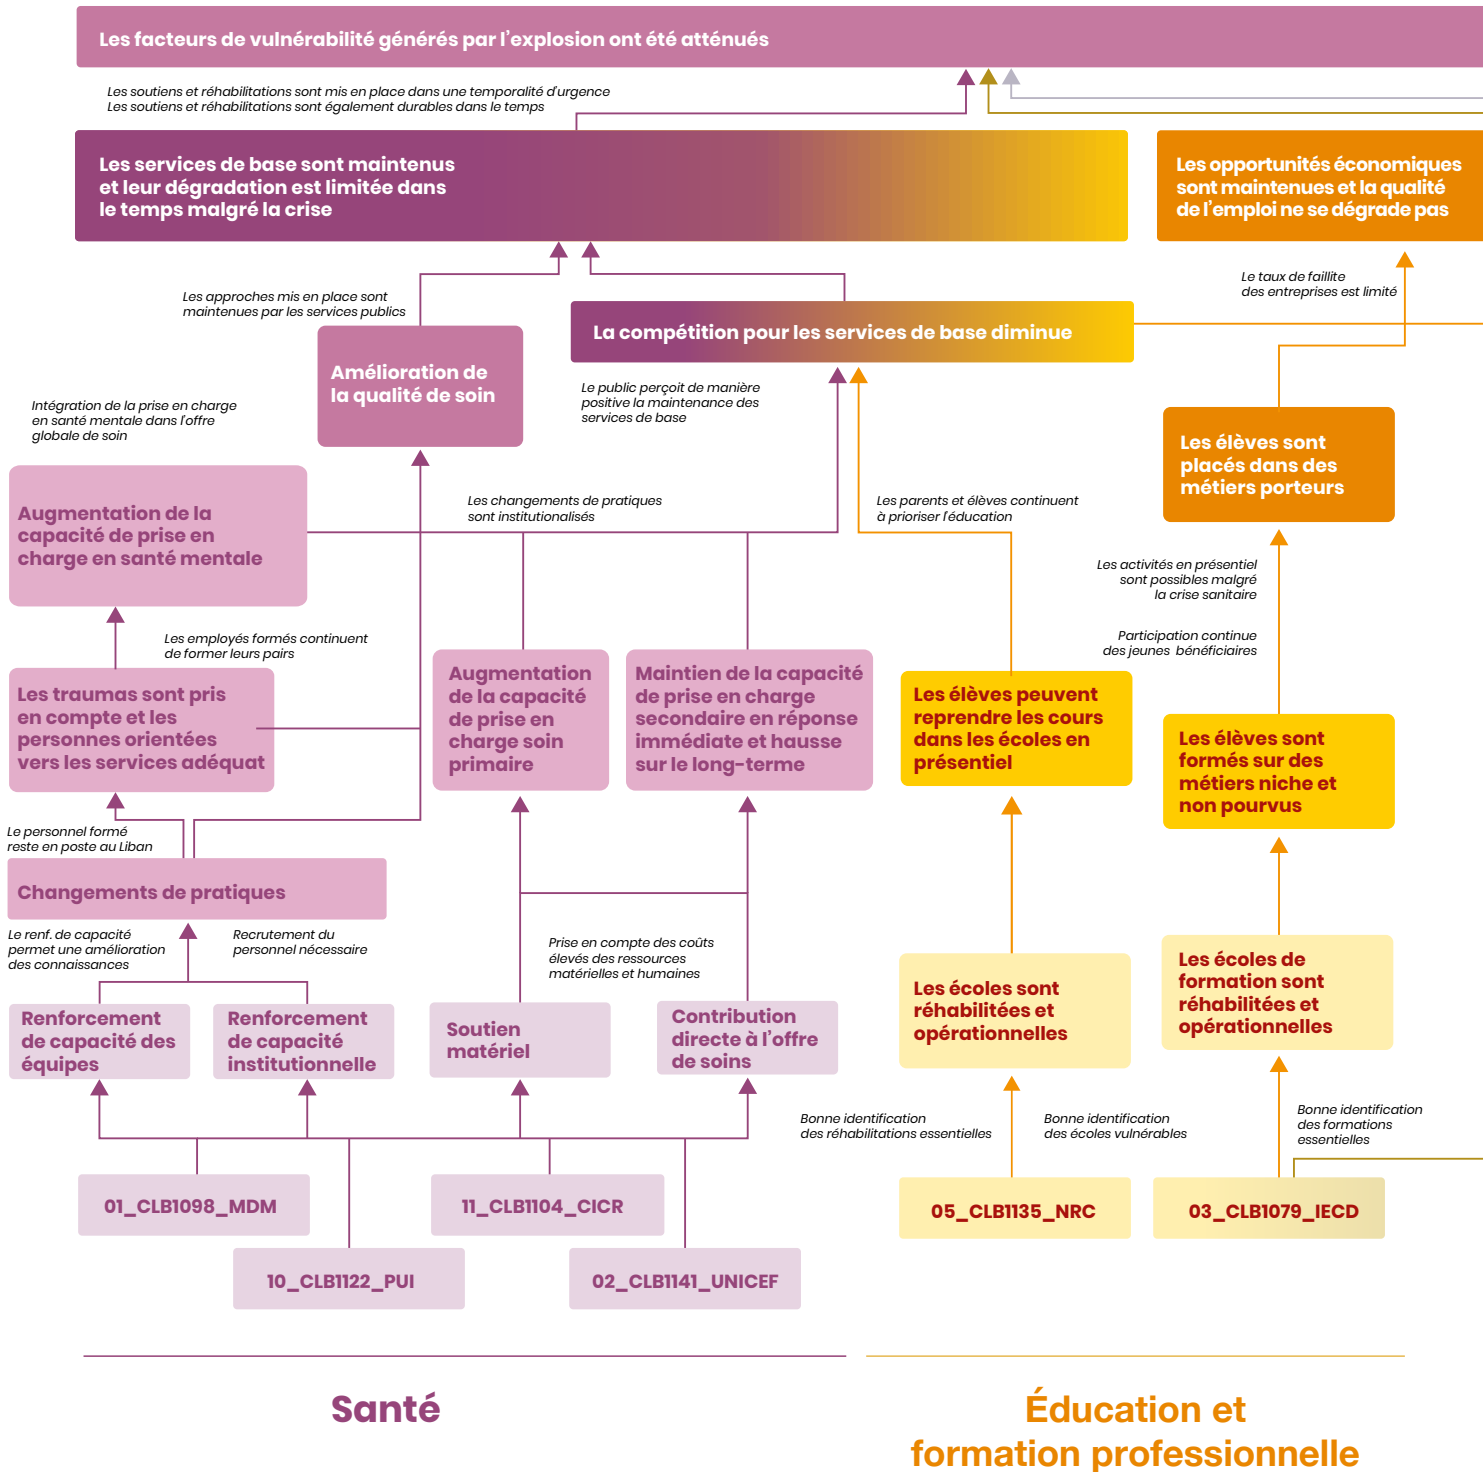 Les facteurs de vulnérabilité générés par l'explosion ont été atténués
Les soutiens et réhabilitations sont mis en place dans une temporalité d'urgence
Les soutiens et réhabilitations sont également durables dans le temps
Les services de base sont maintenus
et leur dégradation est limitée dans
le temps malgré la crise
Les opportunités économiques
sont maintenues et la qualité
de l'emploi ne se dégrade pas
Le taux de faillite
des entreprises est limité
Les approches mis en place sont
maintenues par les services publics
La compétition pour les services de base diminue
Amélioration de
la qualité de soin
Le public perçoit de manière
positive la maintenance des
services de base
Intégration de la prise en charge
en santé mentale dans l'offre
globale de soin
Les élèves sont
placés dans des
métiers porteurs
Augmentation de la
capacité de prise en
charge en santé mentale
Les changements de pratiques
sont institutionalisés
Les parents et élèves continuent
à prioriser l'éducation
Les activités en présentiel
sont possibles malgré
la crise sanitaire
Participation continue
des jeunes bénéficiaires
Les employés formés continuent
de former leurs pairs
Les traumas sont pris
en compte et les
personnes orientées
vers les services adéquat
Augmentation
de la capacité
de prise en
charge soin
primaire
Maintien de la capacité
de prise en charge
secondaire en réponse
immédiate et hausse
sur le long-terme
Les élèves peuvent
reprendre les cours
dans les écoles en
présentiel
Les élèves sont
formés sur des
métiers niche et
non pourvus
Le personnel formé
reste en poste au Liban
Changements de pratiques
Le renf. de capacité
permet une amélioration
des connaissances
Recrutement du
personnel nécessaire
Prise en compte des coûts
élevés des ressources
matérielles et humaines
Les écoles sont
réhabilitées et
opérationnelles
Les écoles de
formation sont
réhabilitées et
opérationnelles
Renforcement
de capacité des
équipes
Renforcement
de capacité
institutionnelle
Soutien
matériel
Contribution
directe à l'offre
de soins
Bonne identification
des réhabilitations essentielles
Bonne identification
des écoles vulnérables
Bonne identification
des formations
essentielles
01_CLB1098_MDM
11_CLB1104_CICR
05_CLB1135_NRC
03_CLB1079_IECD
10_CLB1122_PUI
02_CLB1141_UNICEF
Santé
Éducation et
formation professionnelle